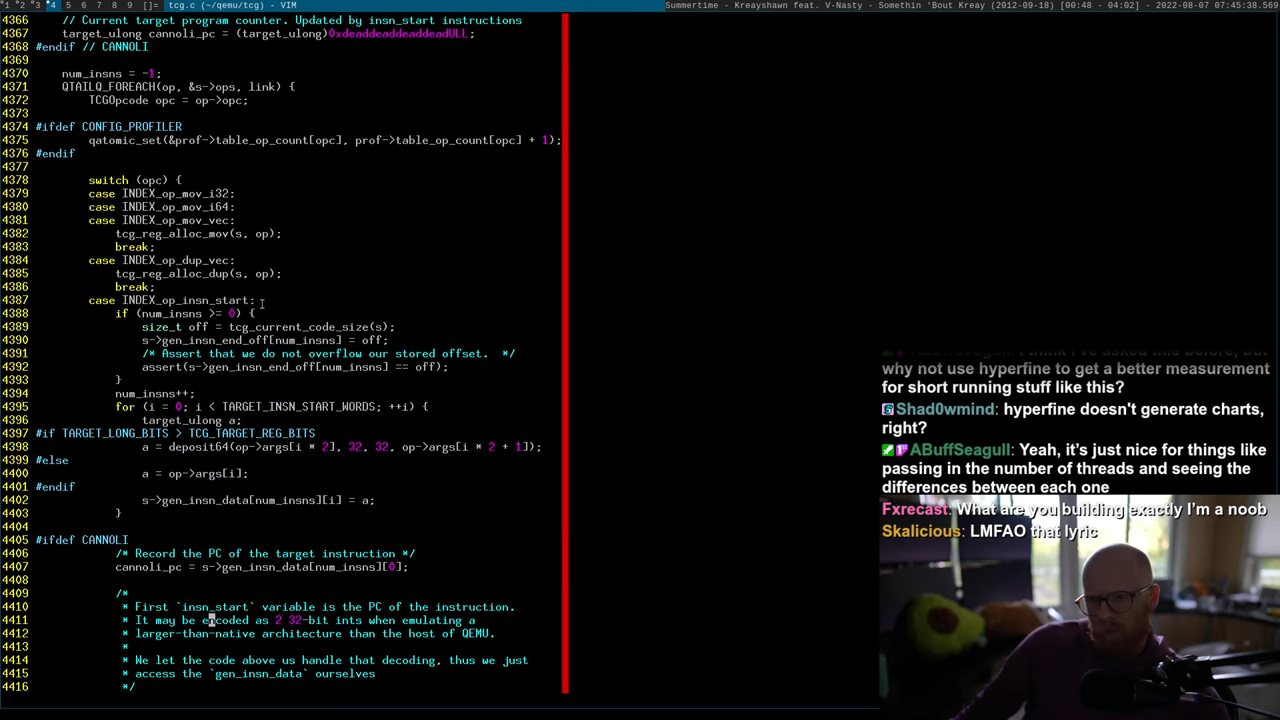 *1 *2 *3 *4 5 6 7 8 9 []= tcg.c (~/qemu/tcg) - VIM Summertime - Kreayshawn feat. V-Nasty - Somethin 'Bout Kreay (2012-09-18) [00:48 - 04:02] - 2022-08-07 07:45:38.569
4366 // Current target program counter. Updated by insn_start instructions
4367 target_ulong cannoli_pc = (target_ulong)0xdeaddeaddeaddeadULL;
4368 #endif // CANNOLI
4369
4370 num_insns = -1;
4371 QTAILQ_FOREACH(op, &s->ops, link) {
4372 TCGOpcode opc = op->opc;
4373
4374 #ifdef CONFIG_PROFILER
4375 qatomic_set(&prof->table_op_count[opc], prof->table_op_count[opc] + 1);
4376 #endif
4377
4378 switch (opc) {
4379 case INDEX_op_mov_i32:
4380 case INDEX_op_mov_i64:
4381 case INDEX_op_mov_vec:
4382 tcg_reg_alloc_mov(s, op);
4383 break;
4384 case INDEX_op_dup_vec:
4385 tcg_reg_alloc_dup(s, op);
4386 break;
4387 case INDEX_op_insn_start:
4388 if (num_insns >= 0) {
4389 size_t off = tcg_current_code_size(s);
4390 s->gen_insn_end_off[num_insns] = off;
4391 /* Assert that we do not overflow our stored offset. */
4392 assert(s->gen_insn_end_off[num_insns] == off);
4393 }
4394 num_insns++;
4395 for (i = 0; i < TARGET_INSN_START_WORDS; ++i) {
4396 target_ulong a;
4397 #if TARGET_LONG_BITS > TCG_TARGET_REG_BITS
4398 a = deposit64(op->args[i * 2], 32, 32, op->args[i * 2 + 1]);
4399 #else
4400 a = op->args[i];
4401 #endif
4402 s->gen_insn_data[num_insns][i] = a;
4403 }
4404
4405 #ifdef CANNOLI
4406 /* Record the PC of the target instruction */
4407 cannoli_pc = s->gen_insn_data[num_insns][0];
4408
4409 /*
4410 * First `insn_start` variable is the PC of the instruction.
4411 * It may be encoded as 2 32-bit ints when emulating a
4412 * larger-than-native architecture than the host of QEMU.
4413 *
4414 * We let the code above us handle that decoding, thus we just
4415 * access the `gen_insn_data` ourselves
4416 */
why not use hyperfine to get a better measurement
for short running stuff like this?
Shad0wmind: hyperfine doesn't generate charts,
right?
ABuffSeagull: Yeah, it's just nice for things like
passing in the number of threads and seeing the
differences between each one
Fxrecast: What are you building exactly I'm a noob
Skalicious: LMFAO that lyric